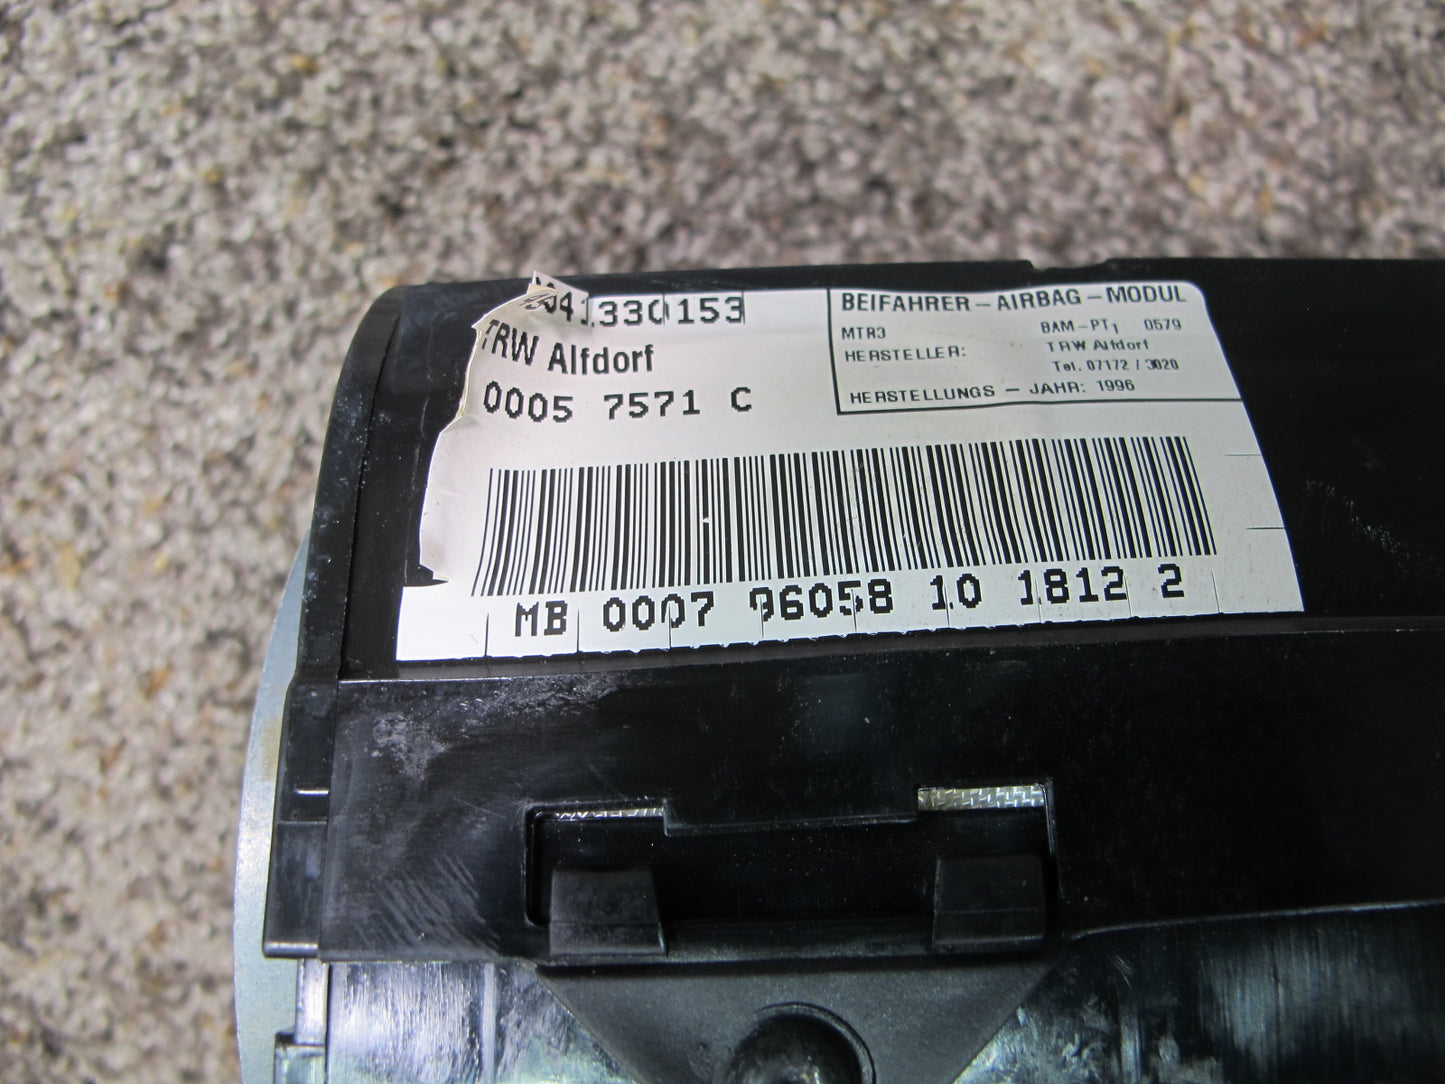 041330153
TRW Alfdorf
0005 7571 C
BEIFAHRER-AIRBAG-MODUL
MTR3 BAM-PT1 0579
HERSTELLER: TRW Alfdorf
Tel. 07172 / 3020
HERSTELLUNGS - JAHR: 1996
MB 0007 96058 10 1812 2